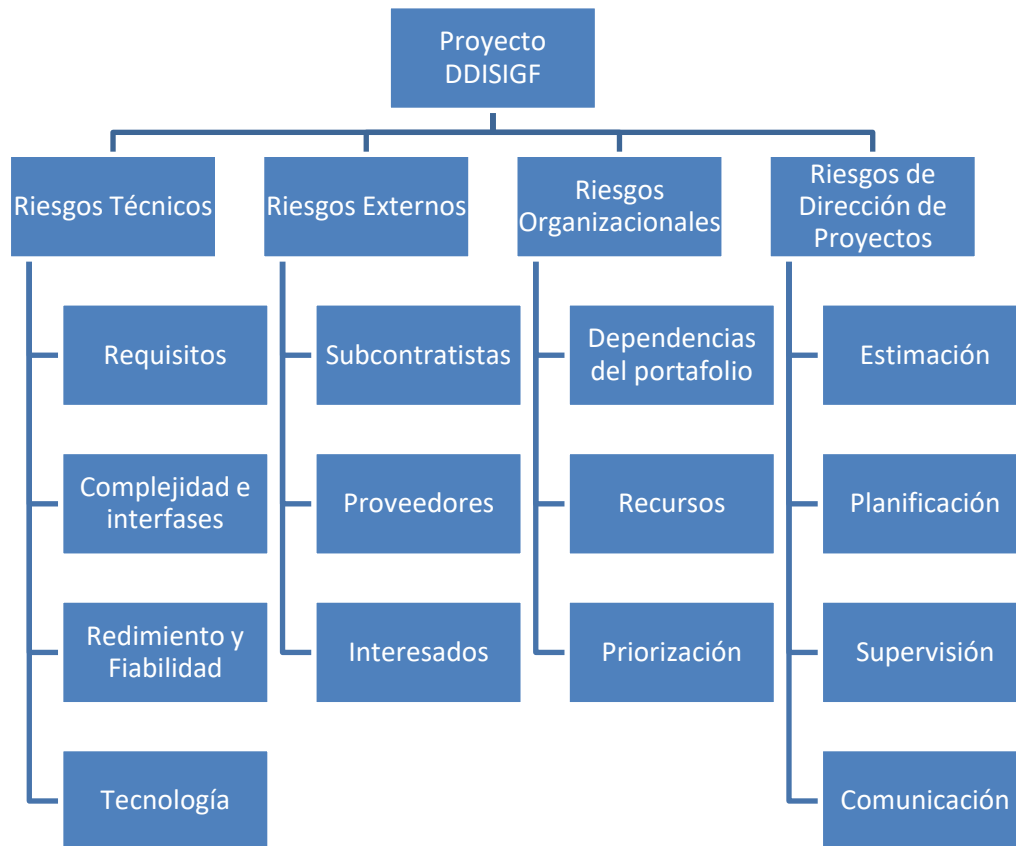 Proyecto
DDISIGF
Riesgos Técnicos
Riesgos Externos
Riesgos
Organizacionales
Riesgos de
Dirección de
Proyectos
Requisitos
Complejidad e
interfases
Redimiento y
Fiabilidad
Tecnología
Subcontratistas
Proveedores
Interesados
Dependencias
del portafolio
Recursos
Priorización
Estimación
Planificación
Supervisión
Comunicación